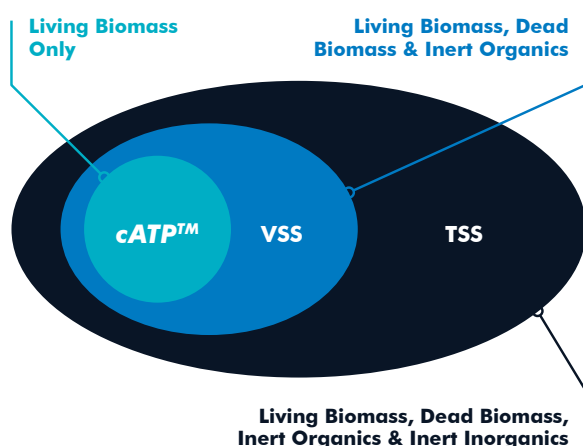 Living Biomass
Only
Living Biomass, Dead
Biomass & Inert Organics
cATP™
VSS
TSS
Living Biomass, Dead Biomass,
Inert Organics & Inert Inorganics